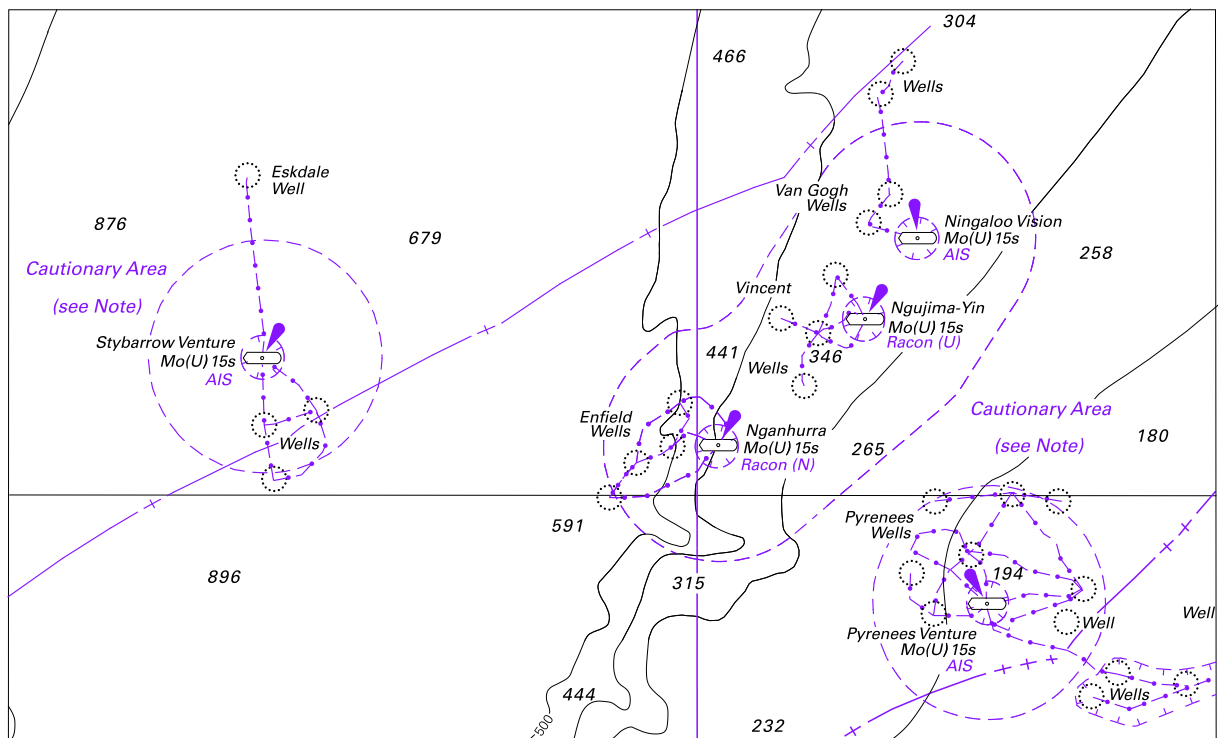 304
466
Wells
Eskdale
Well
Van Gogh
Wells
876
679
Ningaloo Vision
Mo(U) 15s
AIS
258
Cautionary Area
(see Note)
Vincent
Ngujima-Yin
Mo(U) 15s
Racon (U)
Stybarrow Venture
Mo(U) 15s
AIS
441
346
Wells
Cautionary Area
(see Note)
Enfield
Wells
Nganhurra
Mo(U) 15s
Racon (N)
Wells
265
180
591
Pyrenees
Wells
896
315
194
Well
Well
Pyrenees Venture
Mo(U) 15s
AIS
444
Wells
500
232